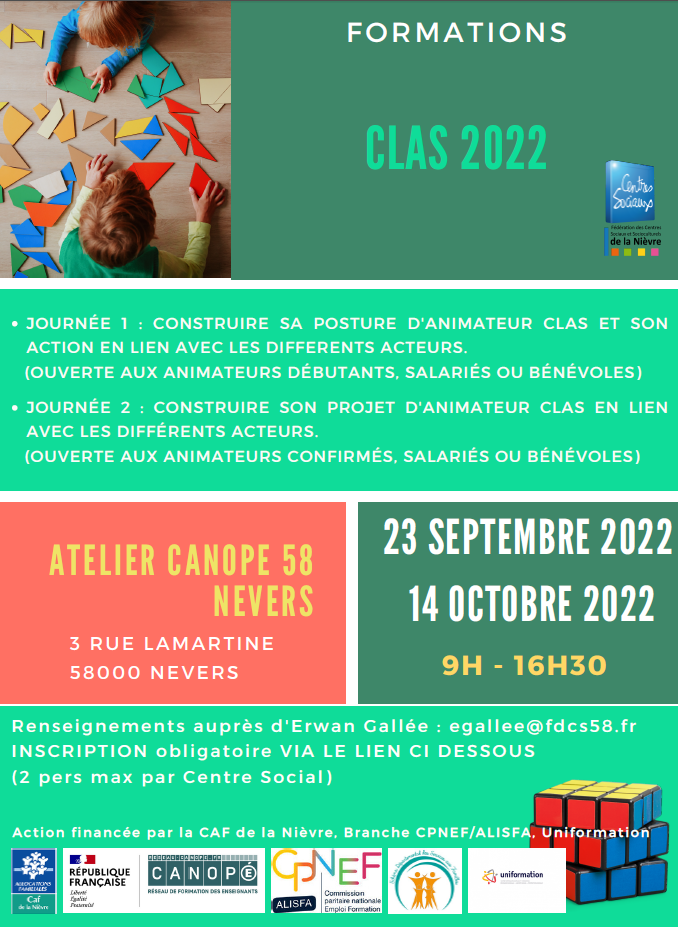 FORMATIONS
CLAS 2022
Centres
Sociaux
Fédération des Centres
Sociaux et Socioculturels
de la Nièvre
• JOURNÉE 1 : CONSTRUIRE SA POSTURE D'ANIMATEUR CLAS ET SON
ACTION EN LIEN AVEC LES DIFFERENTS ACTEURS.
(OUVERTE AUX ANIMATEURS DÉBUTANTS, SALARIÉS OU BÉNÉVOLES)
• JOURNÉE 2 : CONSTRUIRE SON PROJET D'ANIMATEUR CLAS EN LIEN
AVEC LES DIFFÉRENTS ACTEURS.
(OUVERTE AUX ANIMATEURS CONFIRMÉS, SALARIÉS OU BÉNÉVOLES)
ATELIER CANOPE 58
NEVERS
3 RUE LAMARTINE
58000 NEVERS
23 SEPTEMBRE 2022
14 OCTOBRE 2022
9H - 16H30
Renseignements auprès d'Erwan Gallée : egallee@fdcs58.fr
INSCRIPTION obligatoire VIA LE LIEN CI DESSOUS
(2 pers max par Centre Social)
Action financée par la CAF de la Nièvre, Branche CPNEF/ALISFA, Uniformation
ALLOCATIONS
FAMILIALES
Caf
de la Nièvre
RÉPUBLIQUE
FRANÇAISE
Liberté
Égalité
Fraternité
RESEAU-CANOPE.FR
CANOPÉ
RÉSEAU DE FORMATION DES ENSEIGNANTS
CPNEF
ALISFA
Commission
paritaire nationale
Emploi Formation
uniformation